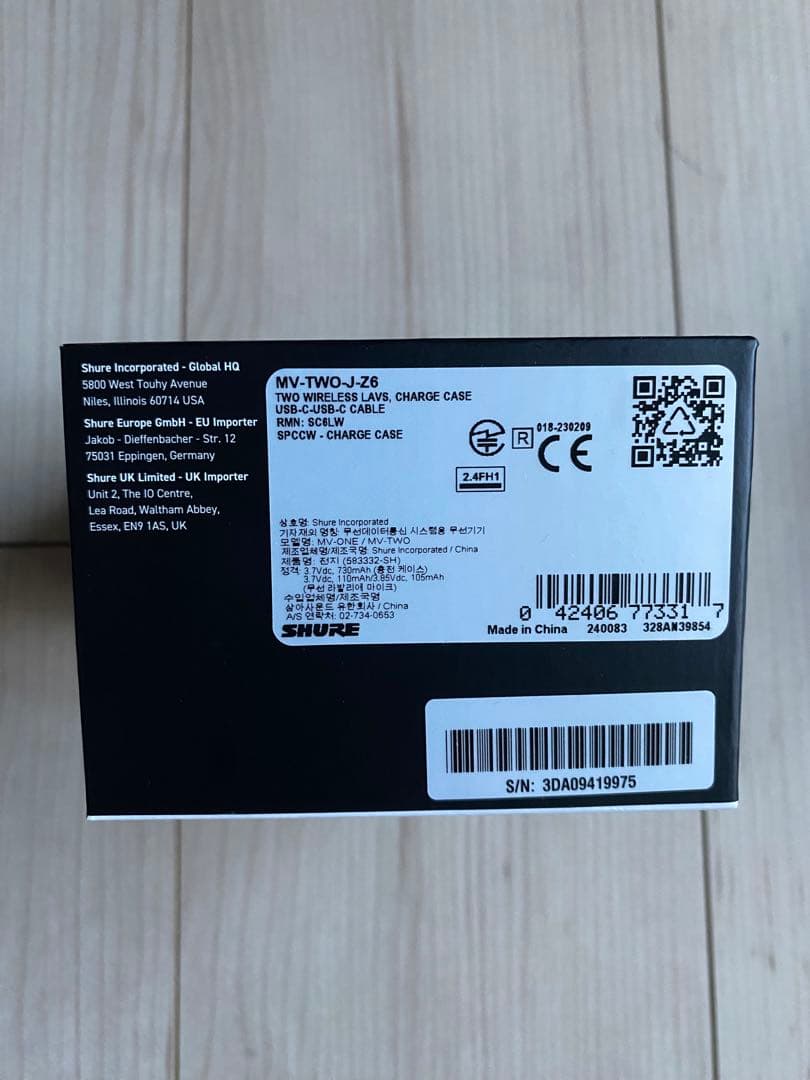 Shure Incorporated - Global HQ
5800 West Touhy Avenue
Niles, Illinois 60714 USA
Shure Europe GmbH - EU Importer
Jakob - Dieffenbacher - Str. 12
75031 Eppingen, Germany
Shure UK Limited - UK Importer
Unit 2, The IO Centre,
Lea Road, Waltham Abbey,
Essex, EN9 1AS, UK
MV-TWO-J-Z6
TWO WIRELESS LAVS, CHARGE CASE
USB-C-USB-C CABLE
RMN: SC6LW
SPCCW - CHARGE CASE
R 018-230209
CE
2.4FH1
상호명: Shure Incorporated
기자재의 명칭: 무선데이터통신 시스템용 무선기기
모델명: MV-ONE / MV-TWO
제조업체명/제조국명: Shure Incorporated / China
제품명: 전지 (583332-SH)
정격: 3.7Vdc, 730mAh (충전 케이스)
3.7Vdc, 110mAh/3.85Vdc, 105mAh
(무선 라발리에 마이크)
수입업체명/제조국명
삼아사운드 유한회사 / China
A/S 연락처: 02-734-0653
SHURE
0 42406 77331 7
Made in China 240083 328AN39854
S/N: 3DA09419975